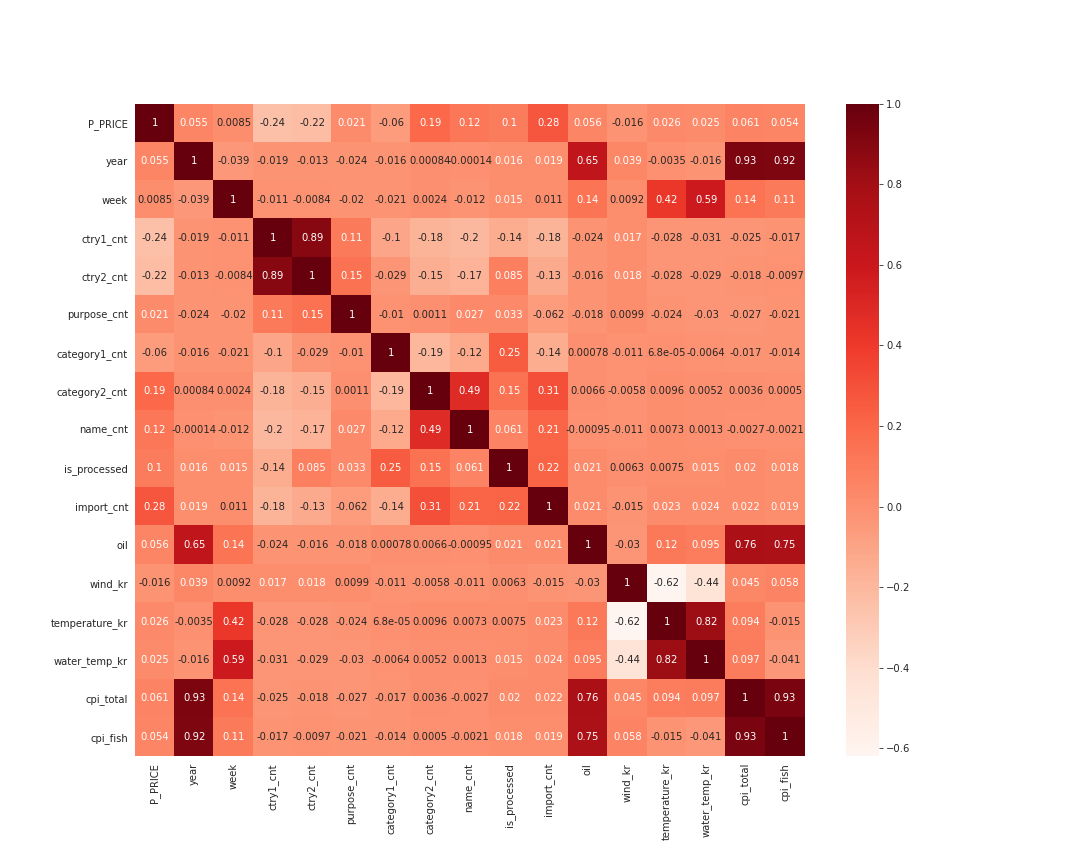 P_PRICE 1 0.055 0.0085 -0.24 -0.22 0.021 -0.06 0.19 0.12 0.1 0.28 0.056 -0.016 0.026 0.025 0.061 0.054
year 0.055 1 -0.039 -0.019 -0.013 -0.024 -0.016 0.00084 -0.00014 0.016 0.019 0.65 0.039 -0.0035 -0.016 0.93 0.92
week 0.0085 -0.039 1 -0.011 -0.0084 -0.02 -0.021 0.0024 -0.012 0.015 0.011 0.14 0.0092 0.42 0.59 0.14 0.11
ctry1_cnt -0.24 -0.019 -0.011 1 0.89 0.11 -0.1 -0.18 -0.2 -0.14 -0.18 -0.024 0.017 -0.028 -0.031 -0.025 -0.017
ctry2_cnt -0.22 -0.013 -0.0084 0.89 1 0.15 -0.029 -0.15 -0.17 0.085 -0.13 -0.016 0.018 -0.028 -0.029 -0.018 -0.0097
purpose_cnt 0.021 -0.024 -0.02 0.11 0.15 1 -0.01 0.0011 0.027 0.033 -0.062 -0.018 0.0099 -0.024 -0.03 -0.027 -0.021
category1_cnt -0.06 -0.016 -0.021 -0.1 -0.029 -0.01 1 -0.19 -0.12 0.25 -0.14 0.00078 -0.011 6.8e-05 -0.0064 -0.017 -0.014
category2_cnt 0.19 0.00084 0.0024 -0.18 -0.15 0.0011 -0.19 1 0.49 0.15 0.31 0.0066 -0.0058 0.0096 0.0052 0.0036 0.0005
name_cnt 0.12 -0.00014 -0.012 -0.2 -0.17 0.027 -0.12 0.49 1 0.061 0.21 -0.00095 -0.011 0.0073 0.0013 -0.0027 -0.0021
is_processed 0.1 0.016 0.015 -0.14 0.085 0.033 0.25 0.15 0.061 1 0.22 0.021 0.0063 0.0075 0.015 0.02 0.018
import_cnt 0.28 0.019 0.011 -0.18 -0.13 -0.062 -0.14 0.31 0.21 0.22 1 0.021 -0.015 0.023 0.024 0.022 0.019
oil 0.056 0.65 0.14 -0.024 -0.016 -0.018 0.00078 0.0066 -0.00095 0.021 0.021 1 -0.03 0.12 0.095 0.76 0.75
wind_kr -0.016 0.039 0.0092 0.017 0.018 0.0099 -0.011 -0.0058 -0.011 0.0063 -0.015 -0.03 1 -0.62 -0.44 0.045 0.058
temperature_kr 0.026 -0.0035 0.42 -0.028 -0.028 -0.024 6.8e-05 0.0096 0.0073 0.0075 0.023 0.12 -0.62 1 0.82 0.094 -0.015
water_temp_kr 0.025 -0.016 0.59 -0.031 -0.029 -0.03 -0.0064 0.0052 0.0013 0.015 0.024 0.095 -0.44 0.82 1 0.097 -0.041
cpi_total 0.061 0.93 0.14 -0.025 -0.018 -0.027 -0.017 0.0036 -0.0027 0.02 0.022 0.76 0.045 0.094 0.097 1 0.93
cpi_fish 0.054 0.92 0.11 -0.017 -0.0097 -0.021 -0.014 0.0005 -0.0021 0.018 0.019 0.75 0.058 -0.015 -0.041 0.93 1
P_PRICE
year
week
ctry1_cnt
ctry2_cnt
purpose_cnt
category1_cnt
category2_cnt
name_cnt
is_processed
import_cnt
oil
wind_kr
temperature_kr
water_temp_kr
cpi_total
cpi_fish
1.0
0.8
0.6
0.4
0.2
0.0
−0.2
−0.4
−0.6